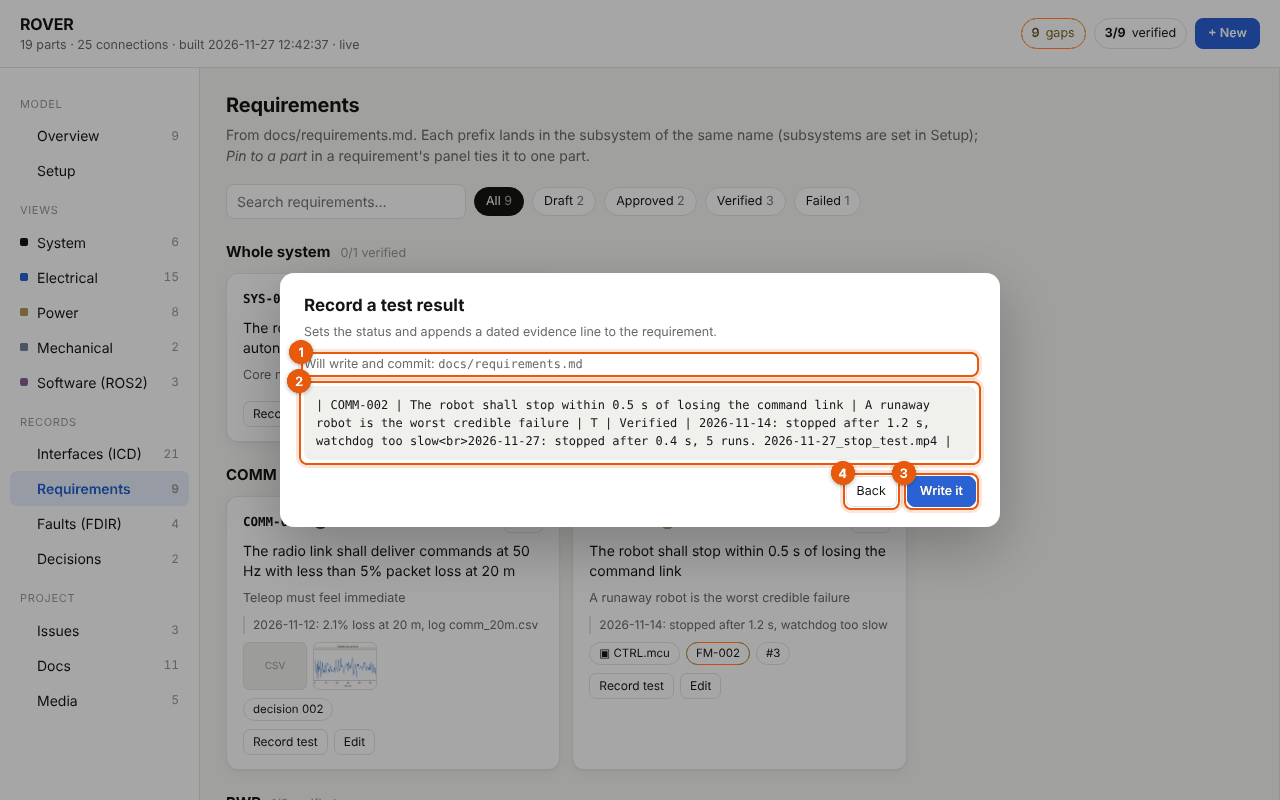 ROVER
19 parts · 25 connections · built 2026-11-27 12:42:37 · live
9 gaps
3/9 verified
+ New
MODEL
Overview 9
Setup
VIEWS
System 6
Electrical 15
Power 8
Mechanical 2
Software (ROS2) 3
RECORDS
Interfaces (ICD) 21
Requirements 9
Faults (FDIR) 4
Decisions 2
PROJECT
Issues 3
Docs 11
Media 5
Requirements
From docs/requirements.md. Each prefix lands in the subsystem of the same name (subsystems are set in Setup);
Pin to a part in a requirement's panel ties it to one part.
Search requirements...
All 9
Draft 2
Approved 2
Verified 3
Failed 1
Whole system 0/1 verified
SYS-0
The ro
auton
Core m
Reco
Record a test result
Sets the status and appends a dated evidence line to the requirement.
1
Will write and commit: docs/requirements.md
2
| COMM-002 | The robot shall stop within 0.5 s of losing the command link | A runaway
robot is the worst credible failure | T | Verified | 2026-11-14: stopped after 1.2 s,
watchdog too slow<br>2026-11-27: stopped after 0.4 s, 5 runs. 2026-11-27_stop_test.mp4 |
4
Back
3
Write it
COMM
COMM-0
The radio link shall deliver commands at 50
Hz with less than 5% packet loss at 20 m
Teleop must feel immediate
2026-11-12: 2.1% loss at 20 m, log comm_20m.csv
CSV
decision 002
Record test
Edit
The robot shall stop within 0.5 s of losing the
command link
A runaway robot is the worst credible failure
2026-11-14: stopped after 1.2 s, watchdog too slow
▣ CTRL.mcu
FM-002
#3
Record test
Edit